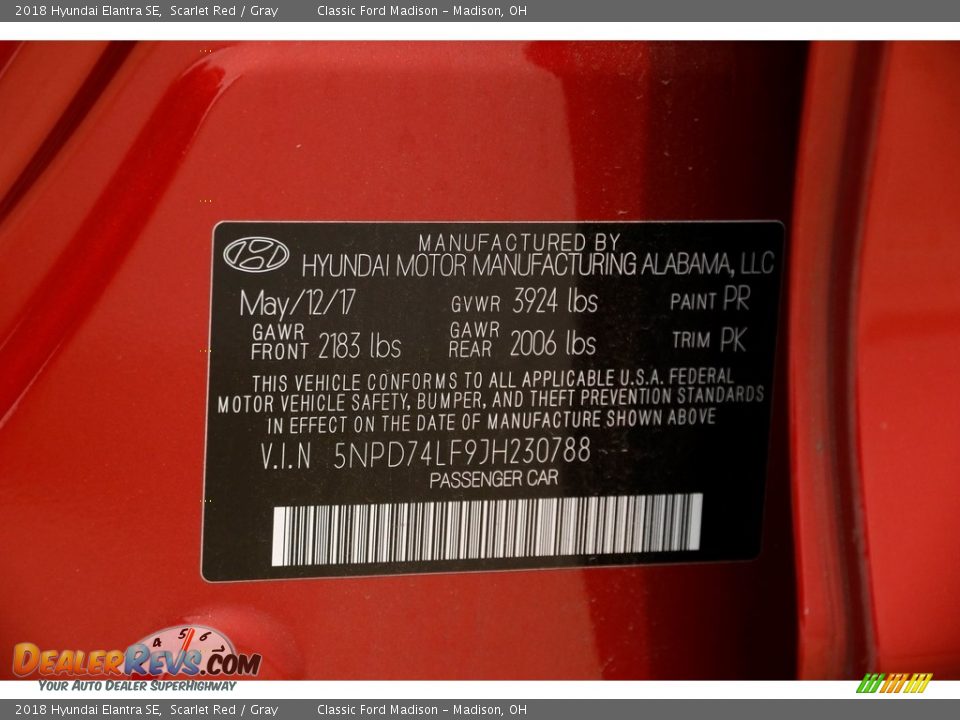 2018 Hyundai Elantra SE, Scarlet Red / Gray Classic Ford Madison - Madison, OH
MANUFACTURED BY
HYUNDAI MOTOR MANUFACTURING ALABAMA, LLC
May/12/17 GVWR 3924 lbs PAINT PR
GAWR FRONT 2183 lbs GAWR REAR 2006 lbs TRIM PK
THIS VEHICLE CONFORMS TO ALL APPLICABLE U.S.A. FEDERAL
MOTOR VEHICLE SAFETY, BUMPER, AND THEFT PREVENTION STANDARDS
IN EFFECT ON THE DATE OF MANUFACTURE SHOWN ABOVE
V.I.N 5NPD74LF9JH230788
PASSENGER CAR
4 5 6
DEALERREVS.COM
YOUR AUTO DEALER SUPERHIGHWAY
2018 Hyundai Elantra SE, Scarlet Red / Gray Classic Ford Madison - Madison, OH